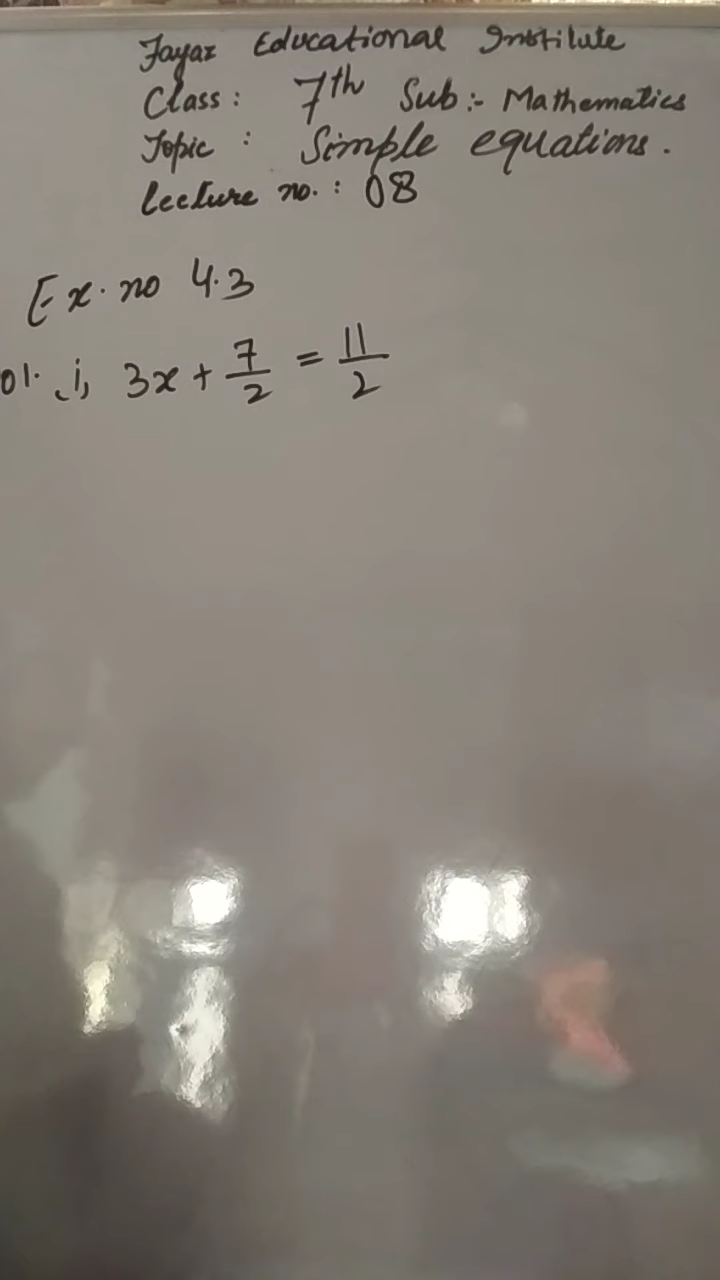 Fayaz Educational Institute
Class: 7th Sub:- Mathematics
Topic: Simple equations.
Lecture no.: 08
Ex. no 4.3
01. i, 3x + 7/2 = 11/2